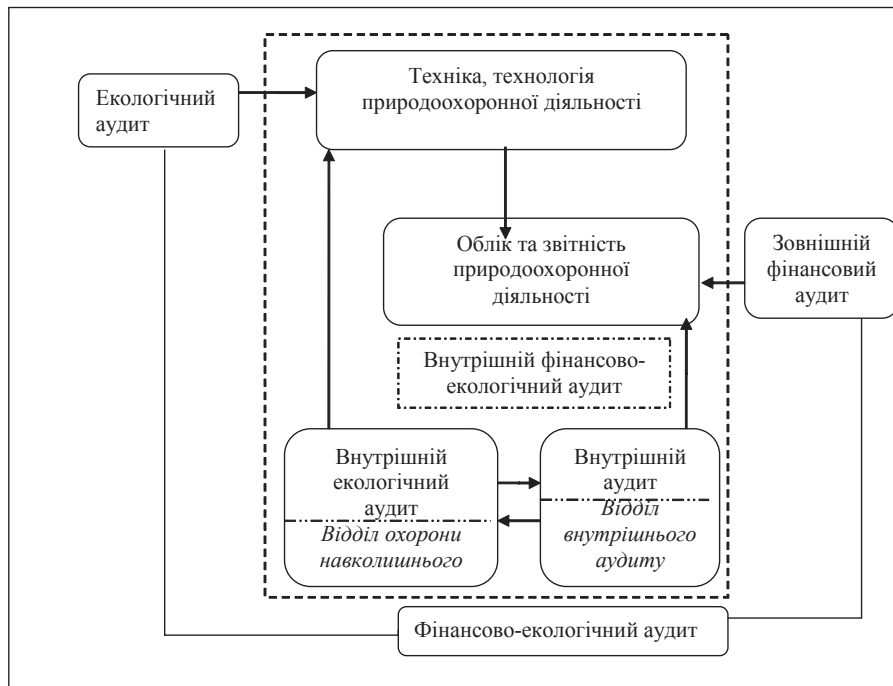 Техніка, технологія
природоохоронної діяльності
Екологічний
аудит
Облік та звітність
природоохоронної
діяльності
Зовнішній
фінансовий
аудит
Внутрішній фінансово-
екологічний аудит
Внутрішній
екологічний
аудит
Відділ охорони
навколишнього
Внутрішній
аудит
Відділ
внутрішнього
аудиту
Фінансово-екологічний аудит